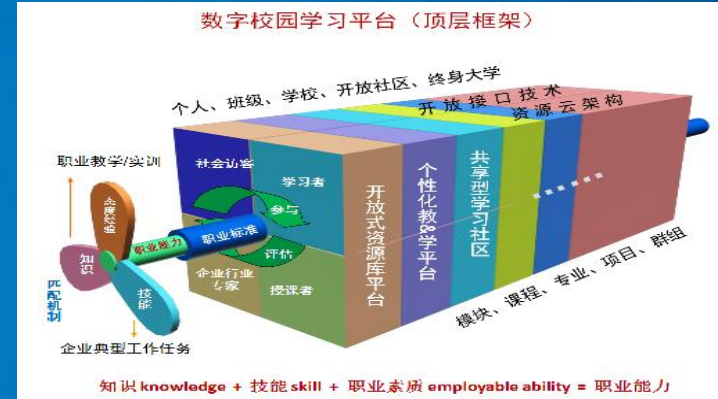 数字校园学习平台（顶层框架）
个人、班级、学校、开放社区、终身大学
开放接口技术
资源云架构
职业教学/实训
社会访客
学习者
参与
态度经验
知识
技能
职业能力
职业标准
评估
企业行业
专家
授课者
开放式资源库平台
个性化教&学平台
共享型学习社区
......
匹配机制
企业典型工作任务
模块、课程、专业、项目、群组
知识 knowledge + 技能 skill + 职业素质 employable ability = 职业能力